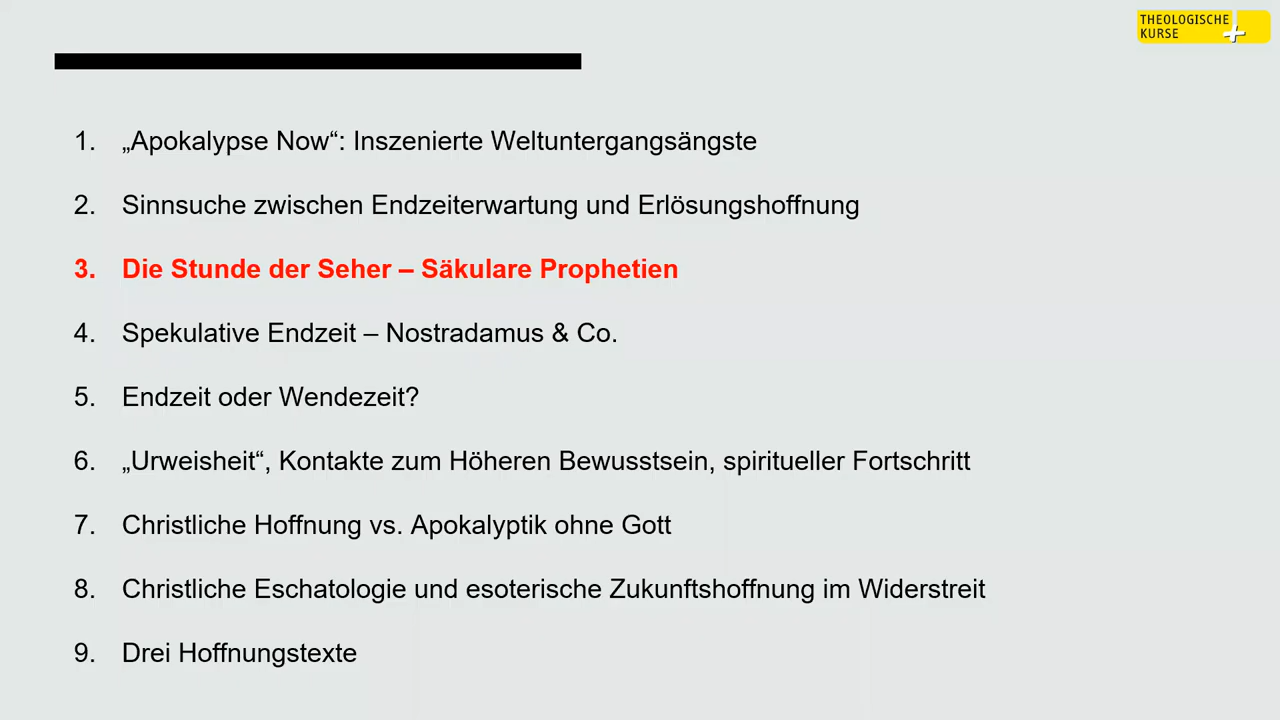 THEOLOGISCHE
KURSE
1. „Apokalypse Now“: Inszenierte Weltuntergangsängste
2. Sinnsuche zwischen Endzeiterwartung und Erlösungshoffnung
3. Die Stunde der Seher – Säkulare Prophetien
4. Spekulative Endzeit – Nostradamus & Co.
5. Endzeit oder Wendezeit?
6. „Urweisheit“, Kontakte zum Höheren Bewusstsein, spiritueller Fortschritt
7. Christliche Hoffnung vs. Apokalyptik ohne Gott
8. Christliche Eschatologie und esoterische Zukunftshoffnung im Widerstreit
9. Drei Hoffnungstexte